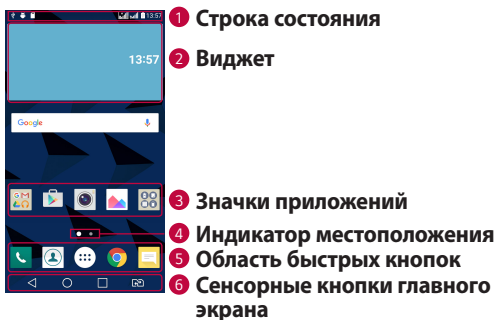 13:57
1 Строка состояния
13:57
2 Виджет
Google
3 Значки приложений
4 Индикатор местоположения
5 Область быстрых кнопок
6 Сенсорные кнопки главного
экрана